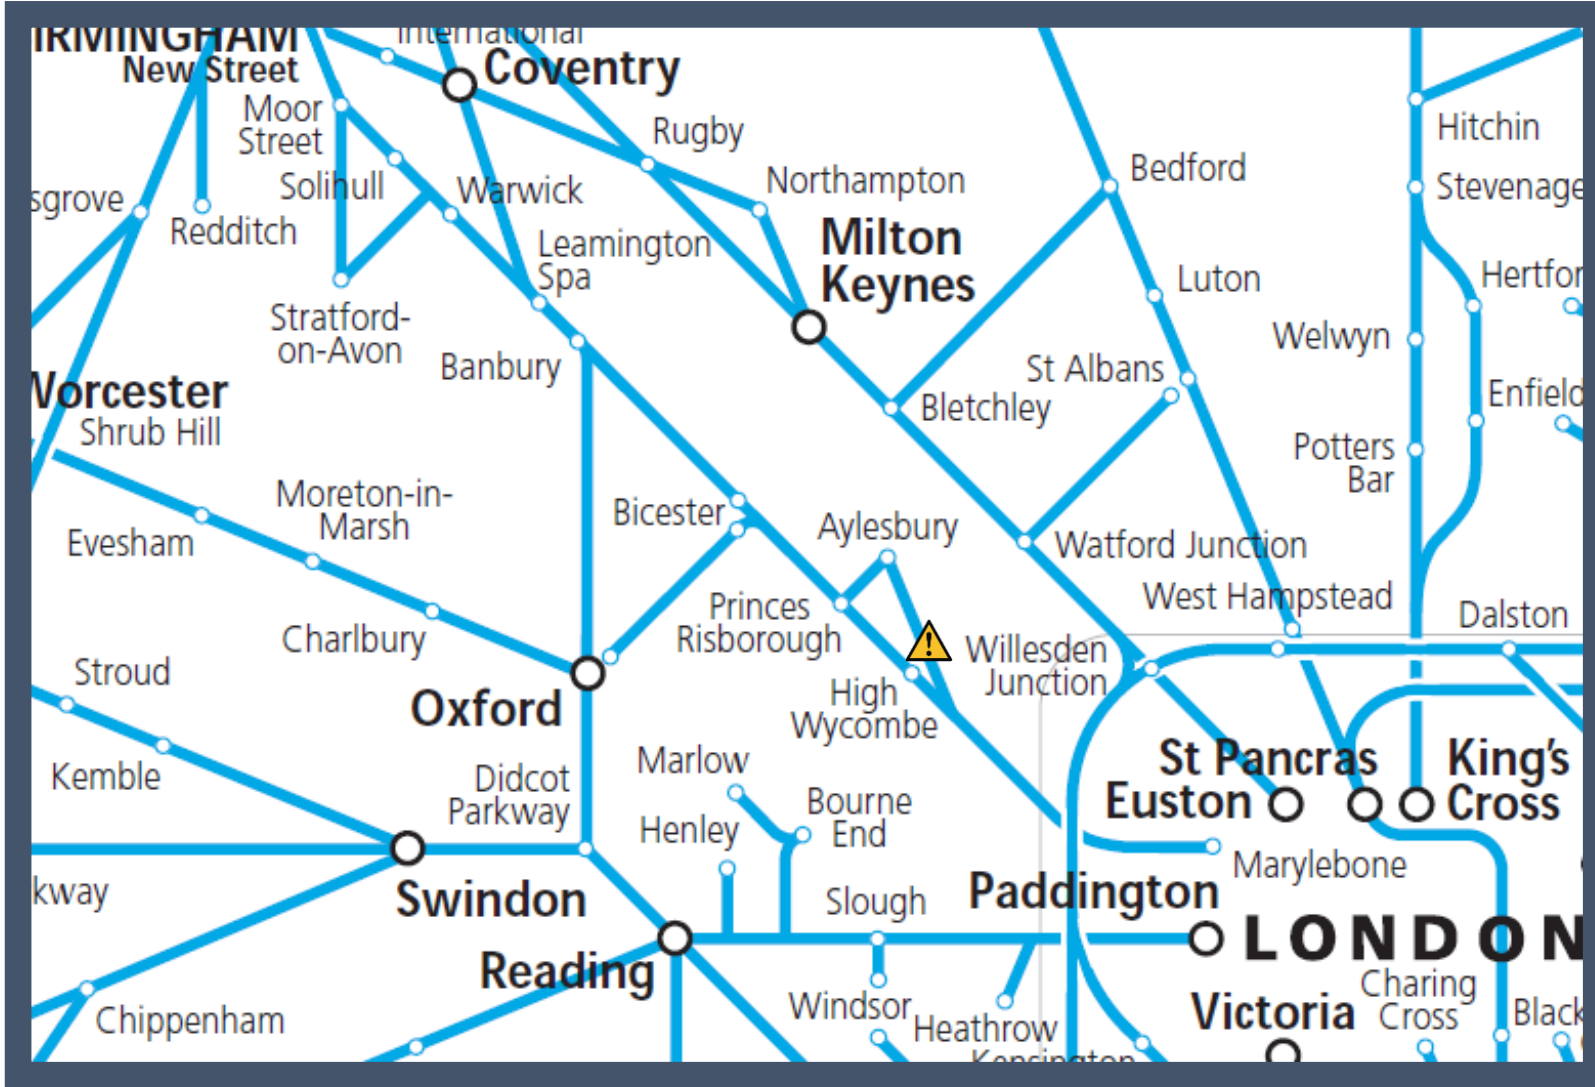 IRMINGHAM
New Street
International
Coventry
Moor
Street
Rugby
Hitchin
Northampton
Bedford
Solihull
Warwick
Stevenage
sgrove
Redditch
Milton
Keynes
Leamington
Spa
Luton
Hertfor
Stratford-
on-Avon
Banbury
Welwyn
St Albans
Worcester
Shrub Hill
Bletchley
Enfield
Potters
Bar
Moreton-in-
Marsh
Bicester
Aylesbury
Evesham
Watford Junction
West Hampstead
Princes
Risborough
Dalston
Charlbury
Willesden
Junction
Stroud
Oxford
High
Wycombe
Kemble
Didcot
Parkway
Marlow
St Pancras
King's
Cross
Euston
Bourne
End
Henley
kway
Swindon
Slough
Paddington
Marylebone
Reading
LONDON
Chippenham
Windsor
Heathrow
Victoria
Charing
Cross
Black
Kensington